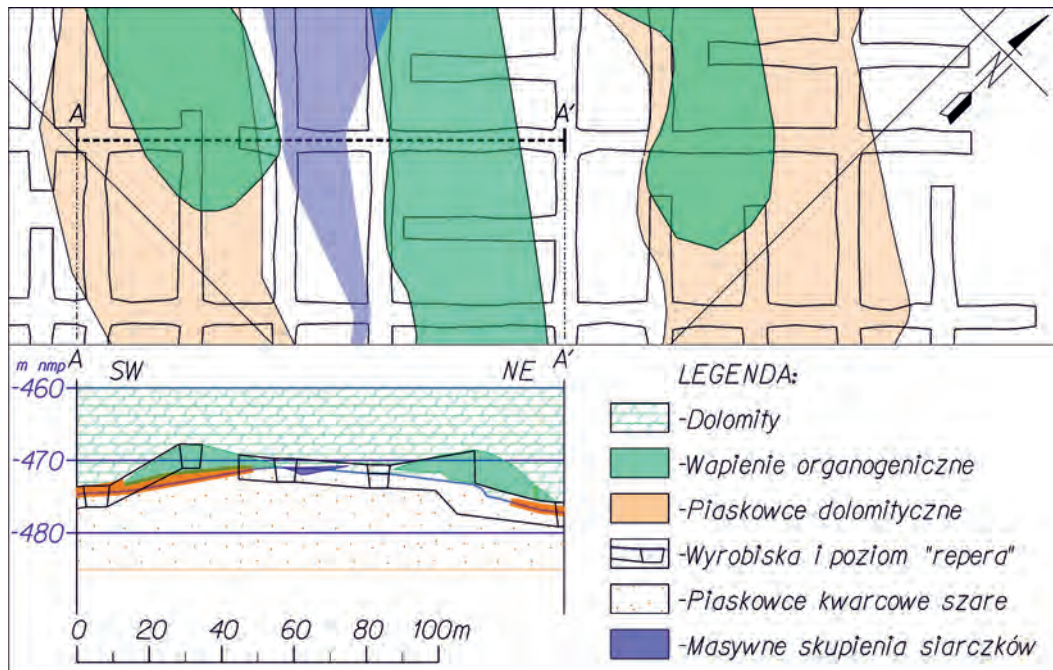 A
A'
N
A
A'
m nmp
SW
NE
-460
-470
-480
0 20 40 60 80 100m
LEGENDA:
-Dolomity
-Wapienie organogeniczne
-Piaskowce dolomityczne
-Wyrobiska i poziom "repera"
-Piaskowce kwarcowe szare
-Masywne skupienia siarczków